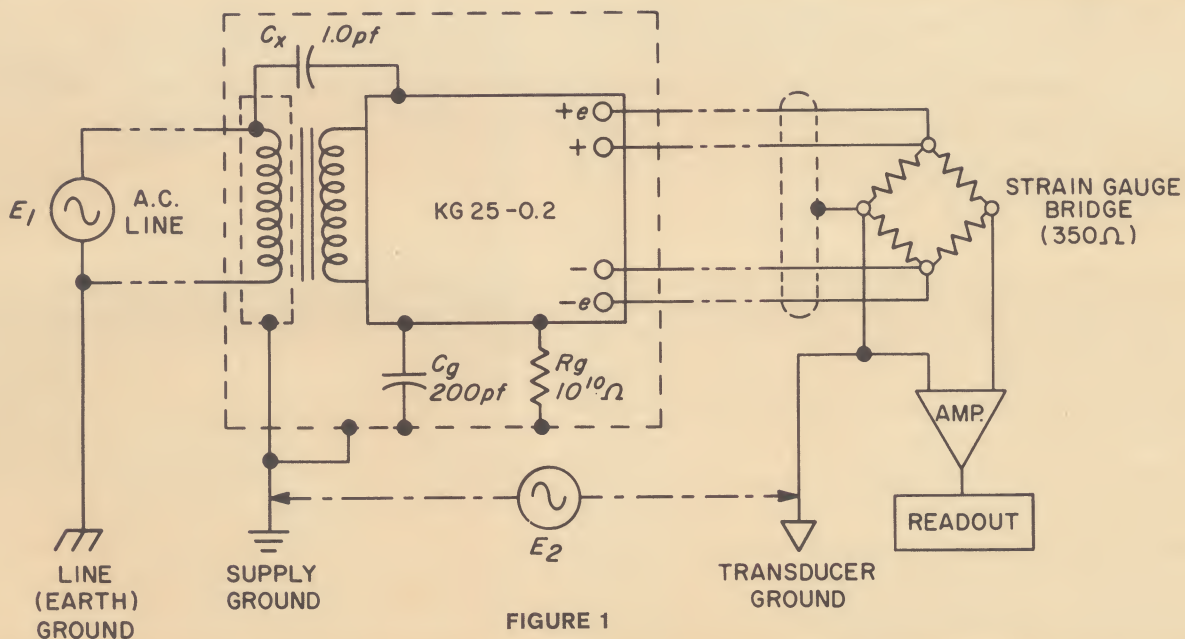 Cx 1.0pf
+e
+
E1
A.C.
LINE
KG 25-0.2
STRAIN GAUGE
BRIDGE
(350Ω)
-
-e
Cg
200pf
Rg
10¹⁰Ω
AMP.
READOUT
E2
LINE
(EARTH)
GROUND
SUPPLY
GROUND
TRANSDUCER
GROUND
FIGURE 1